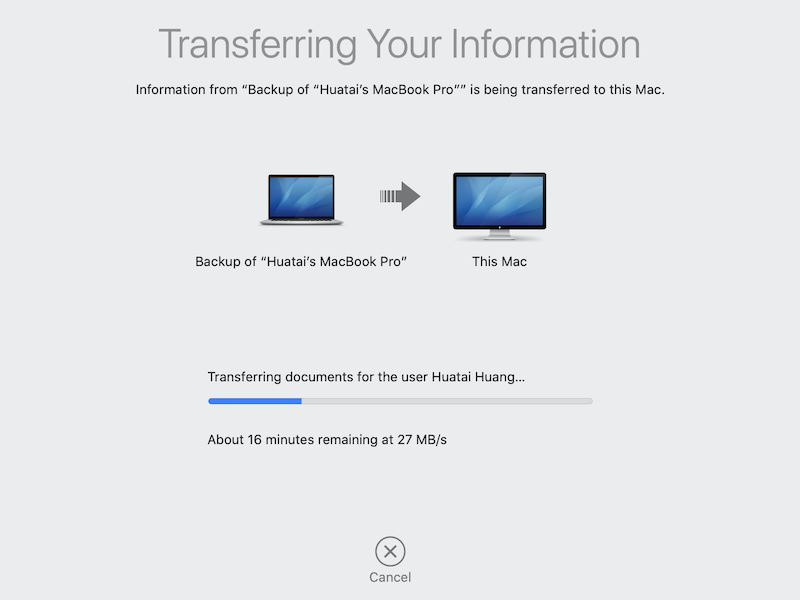 Transferring Your Information
Information from “Backup of “Huatai’s MacBook Pro”” is being transferred to this Mac.
Backup of “Huatai’s MacBook Pro”
This Mac
Transferring documents for the user Huatai Huang...
About 16 minutes remaining at 27 MB/s
Cancel